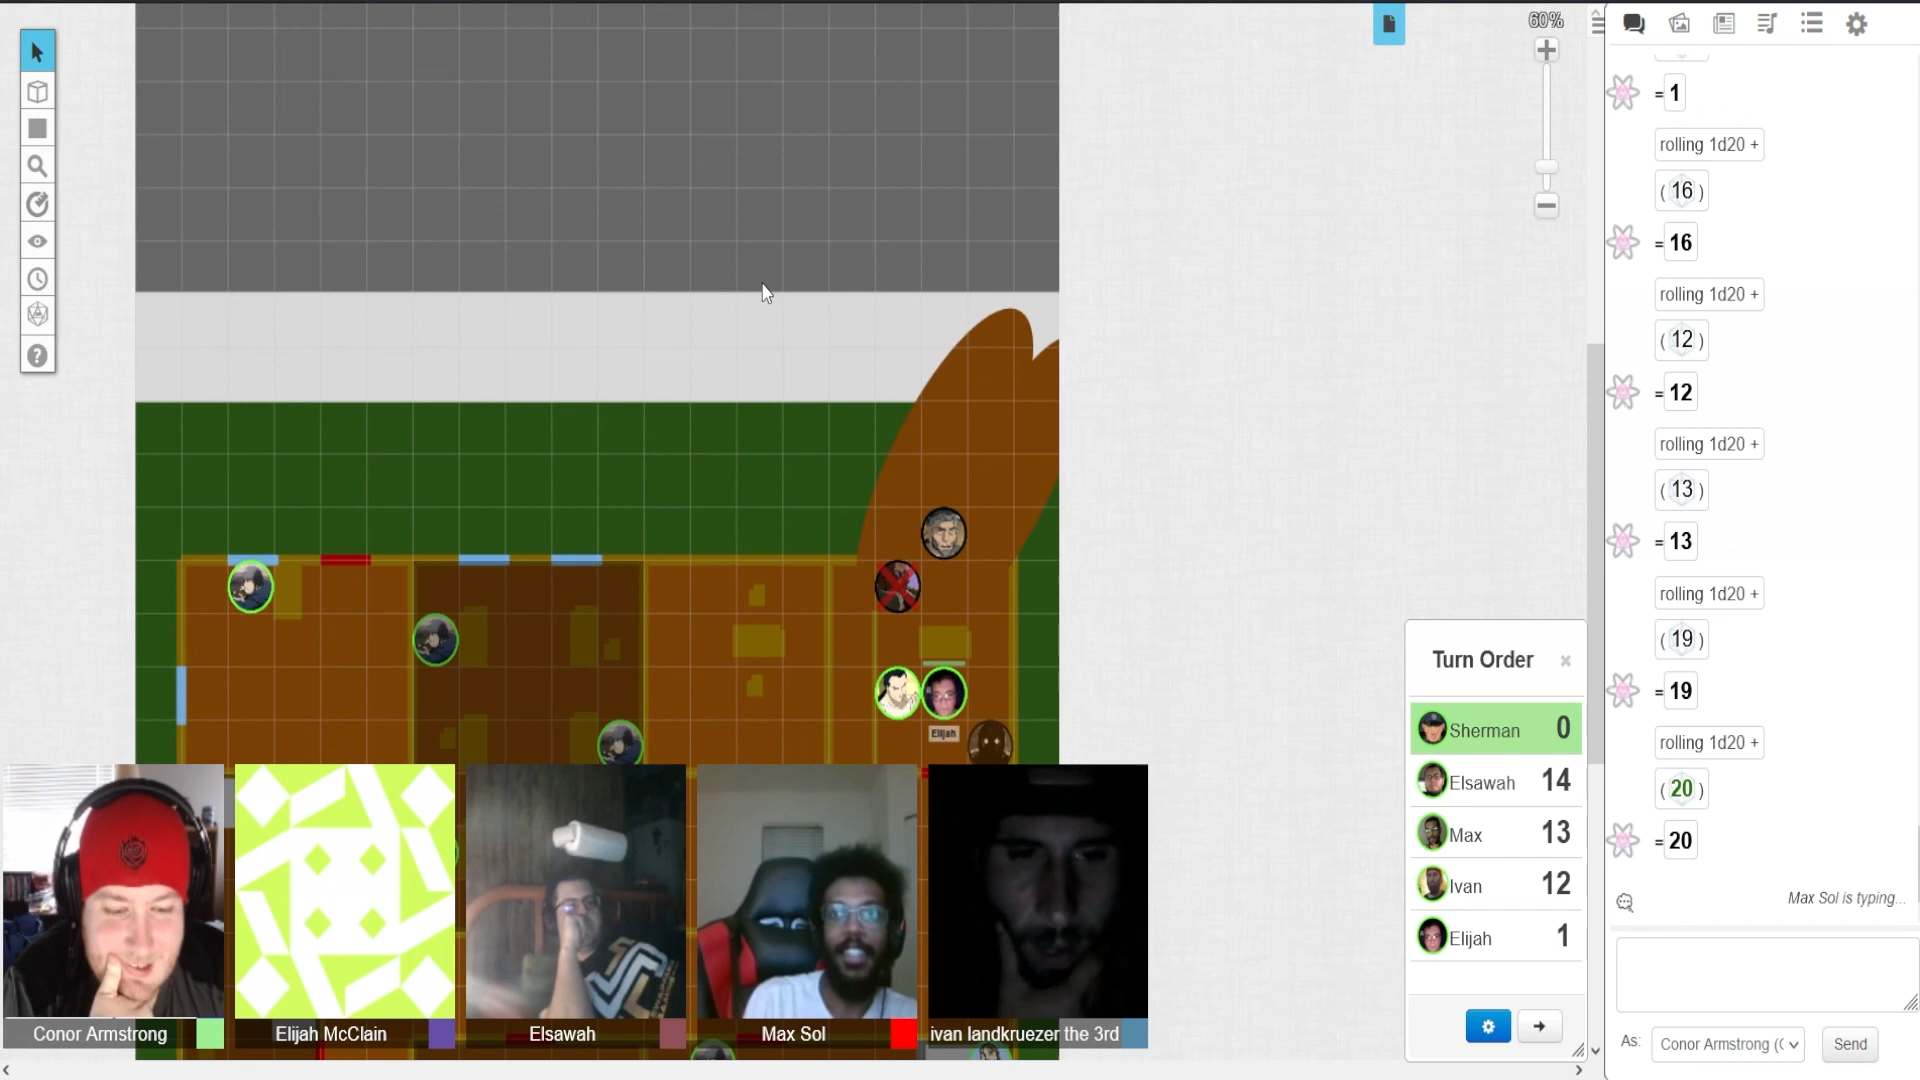 60%
= 1
rolling 1d20 +
( 16 )
= 16
rolling 1d20 +
( 12 )
= 12
rolling 1d20 +
( 13 )
= 13
rolling 1d20 +
( 19 )
= 19
rolling 1d20 +
( 20 )
= 20
Max Sol is typing...
Elijah
Turn Order ×
Sherman 0
Elsawah 14
Max 13
Ivan 12
Elijah 1
Conor Armstrong
Elijah McClain
Elsawah
Max Sol
ivan landkruezer the 3rd
As: Conor Armstrong (( Send